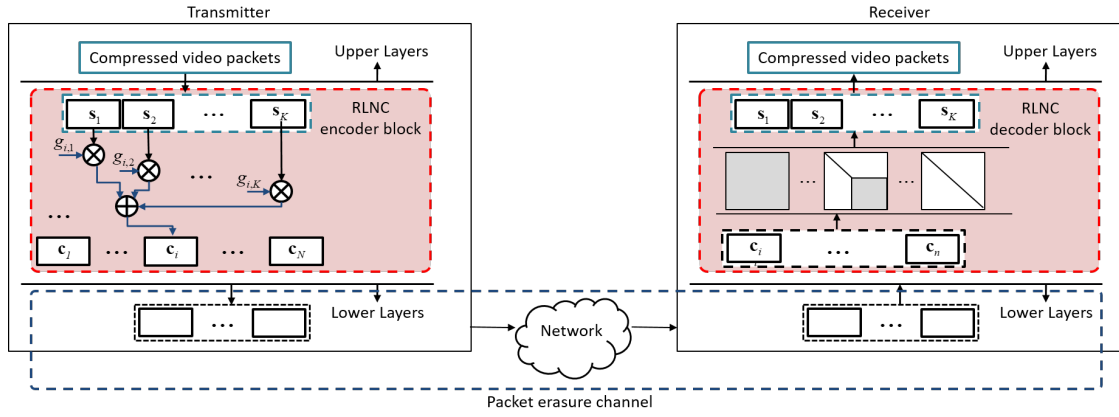 Transmitter
Compressed video packets
Upper Layers
s1 s2 ... sK
RLNC
encoder block
gi,1
gi,2
...
gi,K
...
c1 ... ci ... cN
Lower Layers
...
Network
Receiver
Compressed video packets
Upper Layers
s1 s2 ... sK
RLNC
decoder block
... ...
ci ... cn
Lower Layers
...
Packet erasure channel